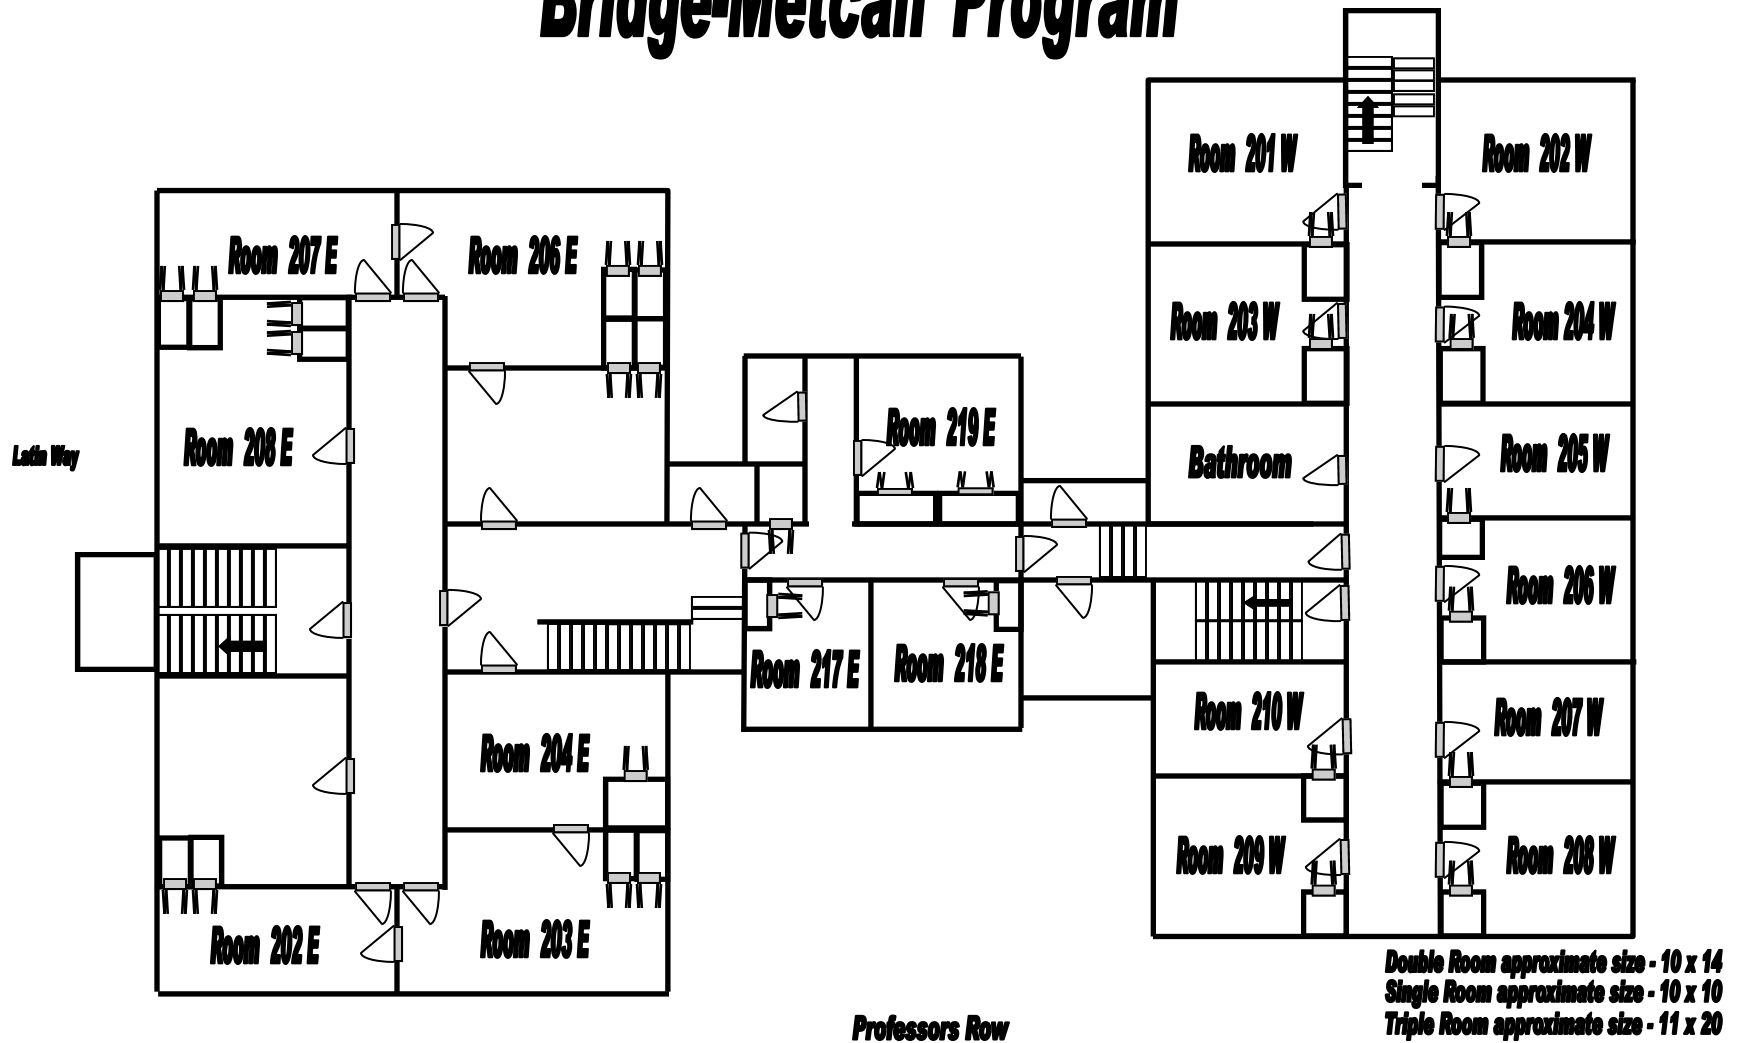 Bridge-Metcalf Program
Room 201 W
Room 202 W
Room 207 E
Room 206 E
Room 203 W
Room 204 W
Room 208 E
Room 219 E
Latin Way
Bathroom
Room 205 W
Room 206 W
Room 217 E
Room 218 E
Room 210 W
Room 207 W
Room 204 E
Room 209 W
Room 208 W
Room 202 E
Room 203 E
Double Room approximate size - 10 x 14
Single Room approximate size - 10 x 10
Triple Room approximate size - 11 x 20
Professors Row